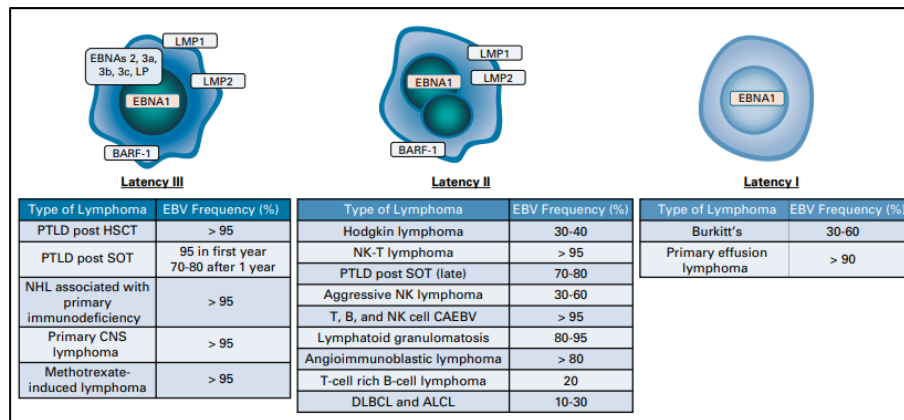 LMP1
EBNAs 2, 3a,
3b, 3c, LP
LMP2
EBNA1
BARF-1
Latency III
Type of Lymphoma EBV Frequency (%)
PTLD post HSCT > 95
PTLD post SOT 95 in first year
70-80 after 1 year
NHL associated with
primary
immunodeficiency > 95
Primary CNS
lymphoma > 95
Methotrexate-
induced lymphoma > 95
LMP1
LMP2
EBNA1
BARF-1
Latency II
Type of Lymphoma EBV Frequency (%)
Hodgkin lymphoma 30-40
NK-T lymphoma > 95
PTLD post SOT (late) 70-80
Aggressive NK lymphoma 30-60
T, B, and NK cell CAEBV > 95
Lymphatoid granulomatosis 80-95
Angioimmunoblastic lymphoma > 80
T-cell rich B-cell lymphoma 20
DLBCL and ALCL 10-30
EBNA1
Latency I
Type of Lymphoma EBV Frequency (%)
Burkitt's 30-60
Primary effusion
lymphoma > 90